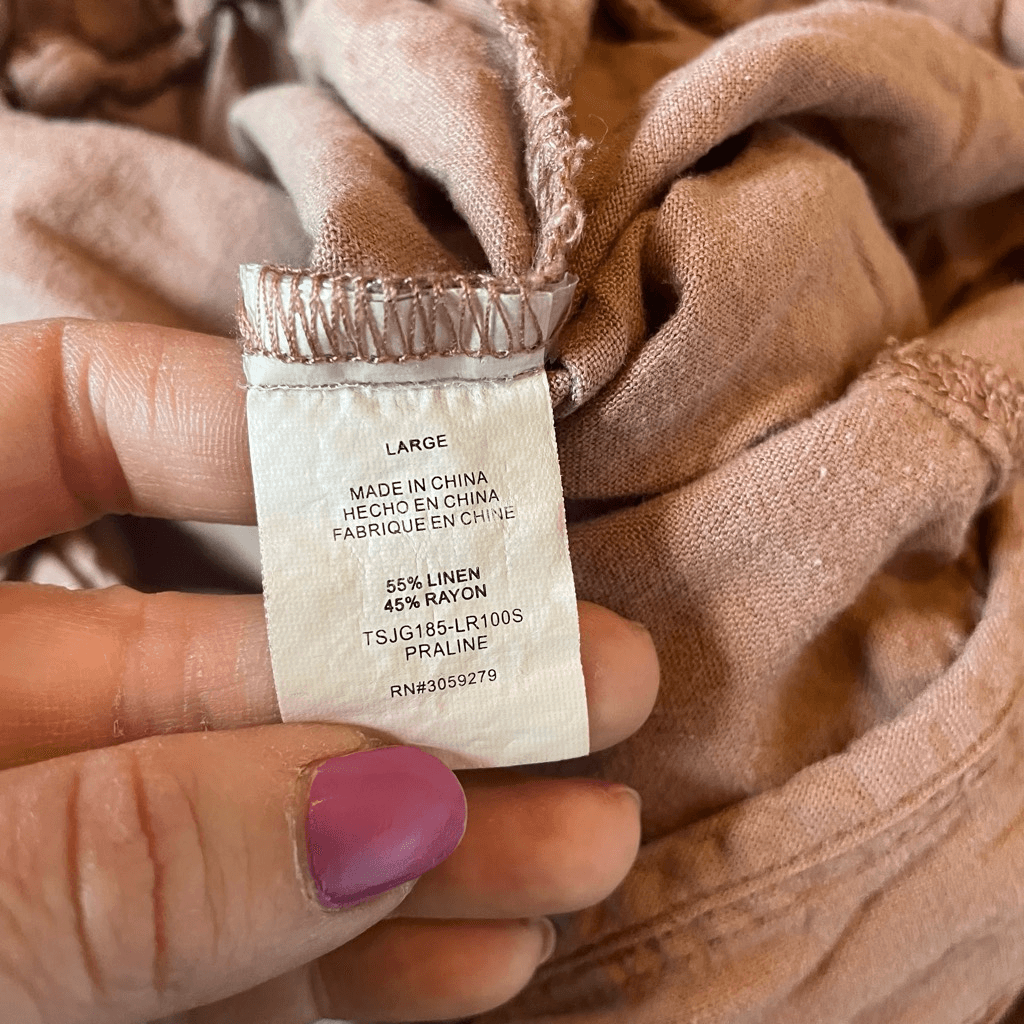 LARGE
MADE IN CHINA
HECHO EN CHINA
FABRIQUE EN CHINE
55% LINEN
45% RAYON
TSJG185-LR100S
PRALINE
RN#3059279